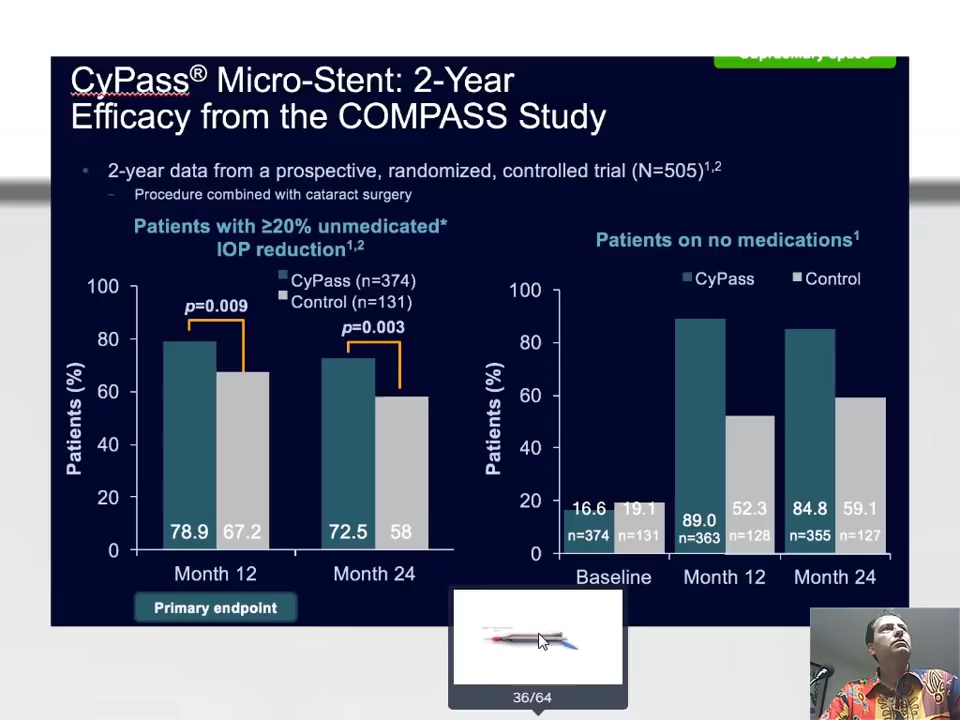 CyPass® Micro-Stent: 2-Year
Efficacy from the COMPASS Study
• 2-year data from a prospective, randomized, controlled trial (N=505)1,2
– Procedure combined with cataract surgery
Patients with ≥20% unmedicated*
IOP reduction1,2
CyPass (n=374)
Control (n=131)
100
80
60
40
20
0
Patients (%)
p=0.009
p=0.003
78.9 67.2
72.5 58
Month 12
Month 24
Primary endpoint
Patients on no medications1
CyPass Control
100
80
60
40
20
0
Patients (%)
16.6 19.1
n=374 n=131
89.0 52.3
n=363 n=128
84.8 59.1
n=355 n=127
Baseline
Month 12
Month 24
36/64